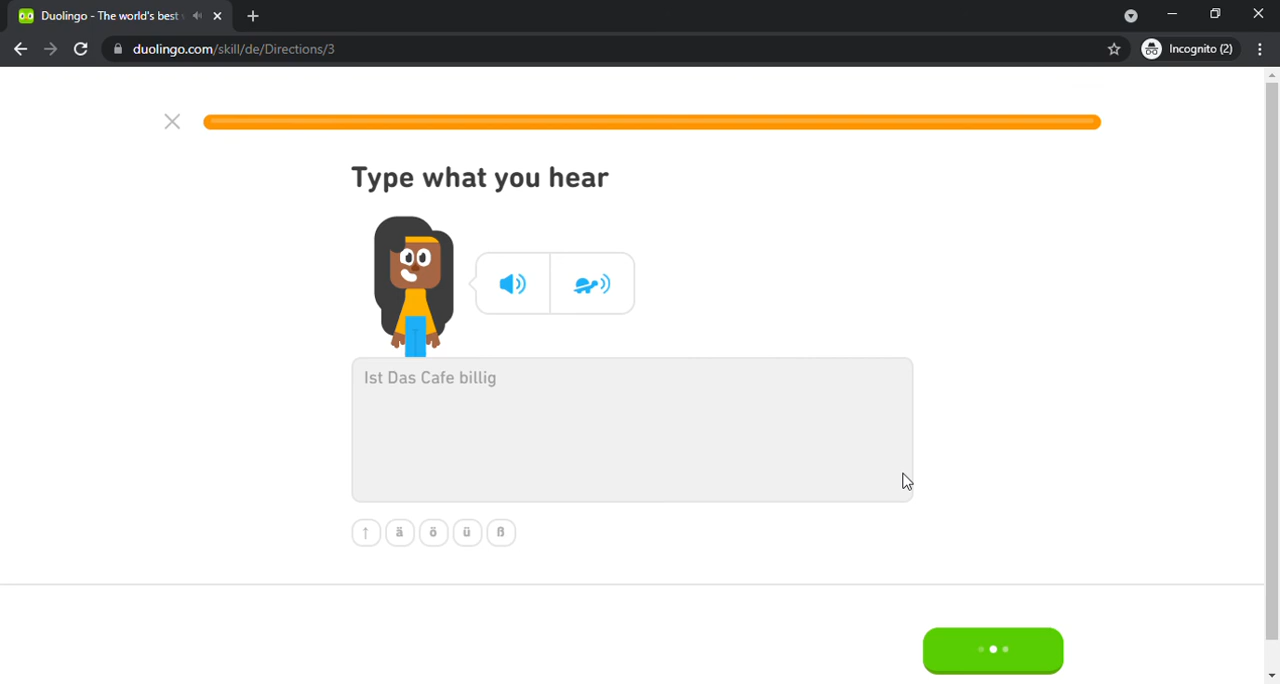 Duolingo - The world's best
duolingo.com/skill/de/Directions/3
Incognito (2)
Type what you hear
Ist Das Cafe billig
↑ ä ö ü ß